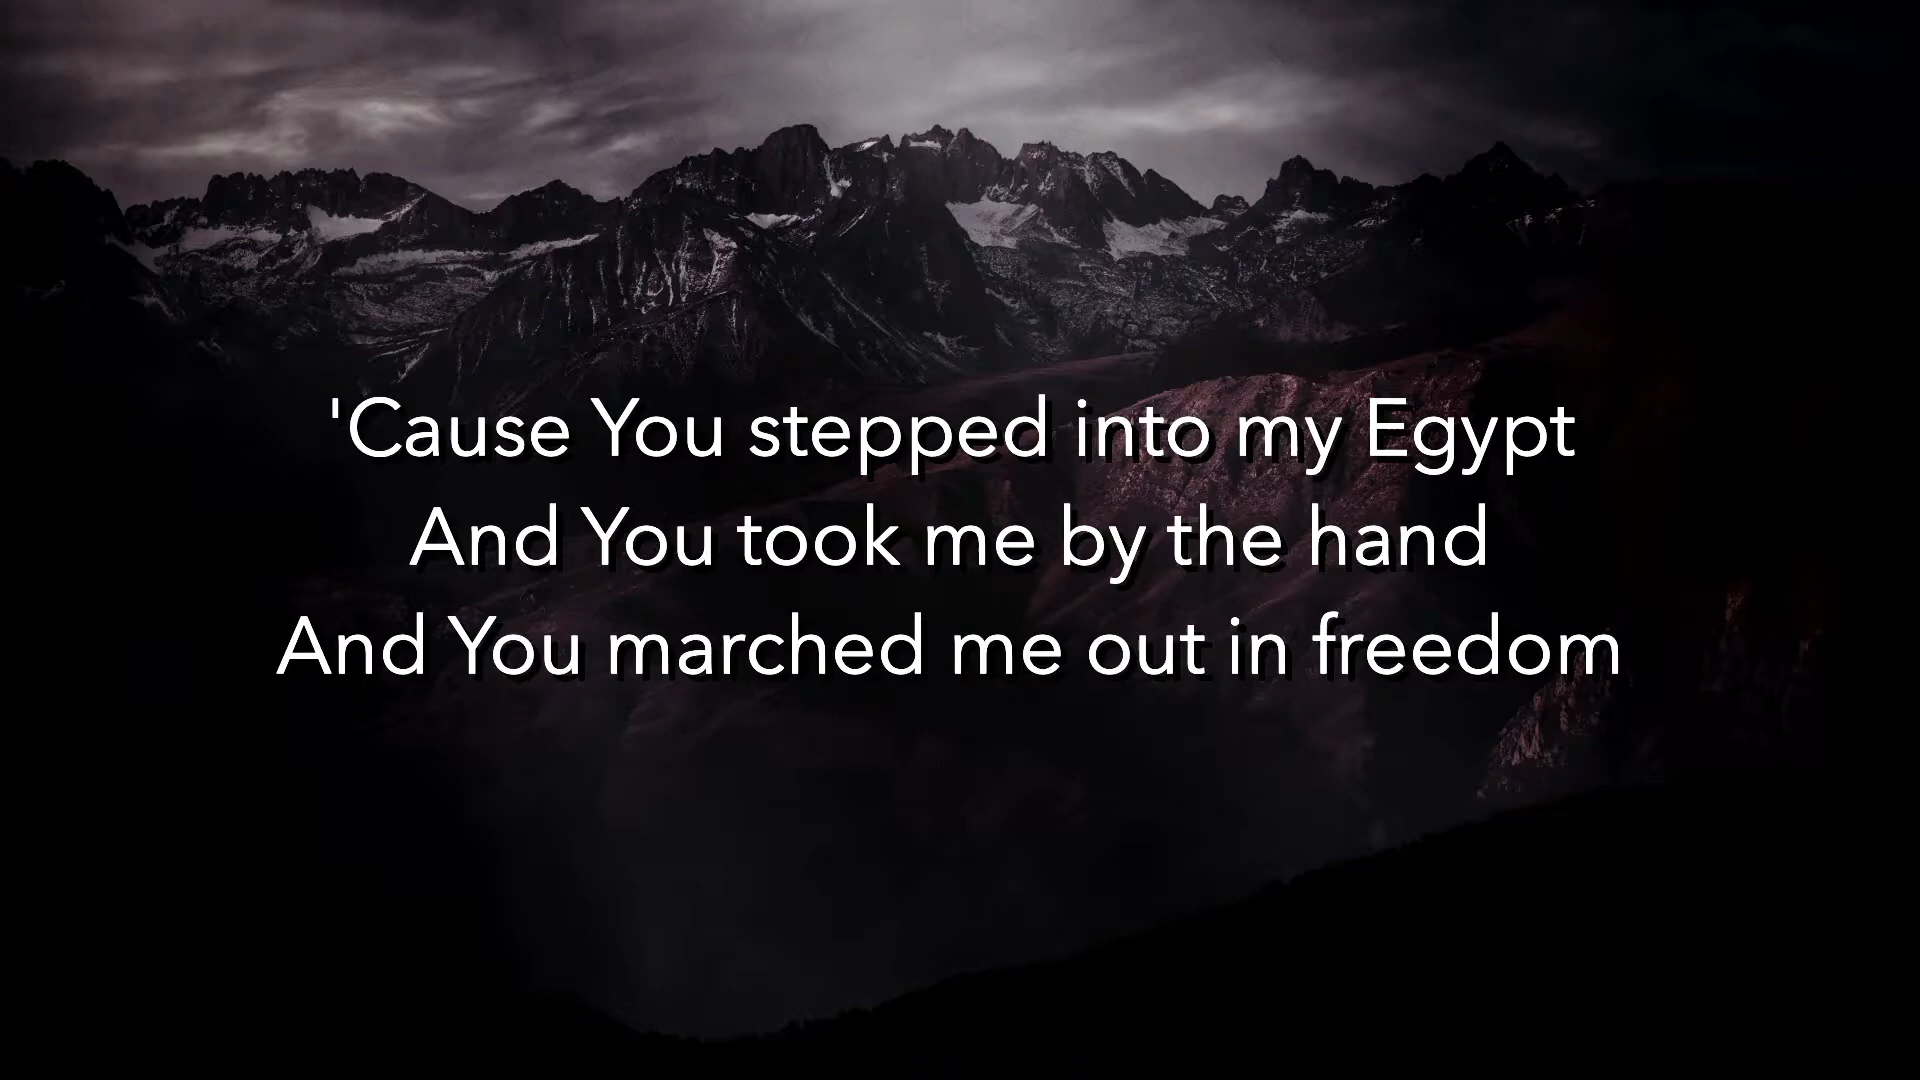 'Cause You stepped into my Egypt
And You took me by the hand
And You marched me out in freedom